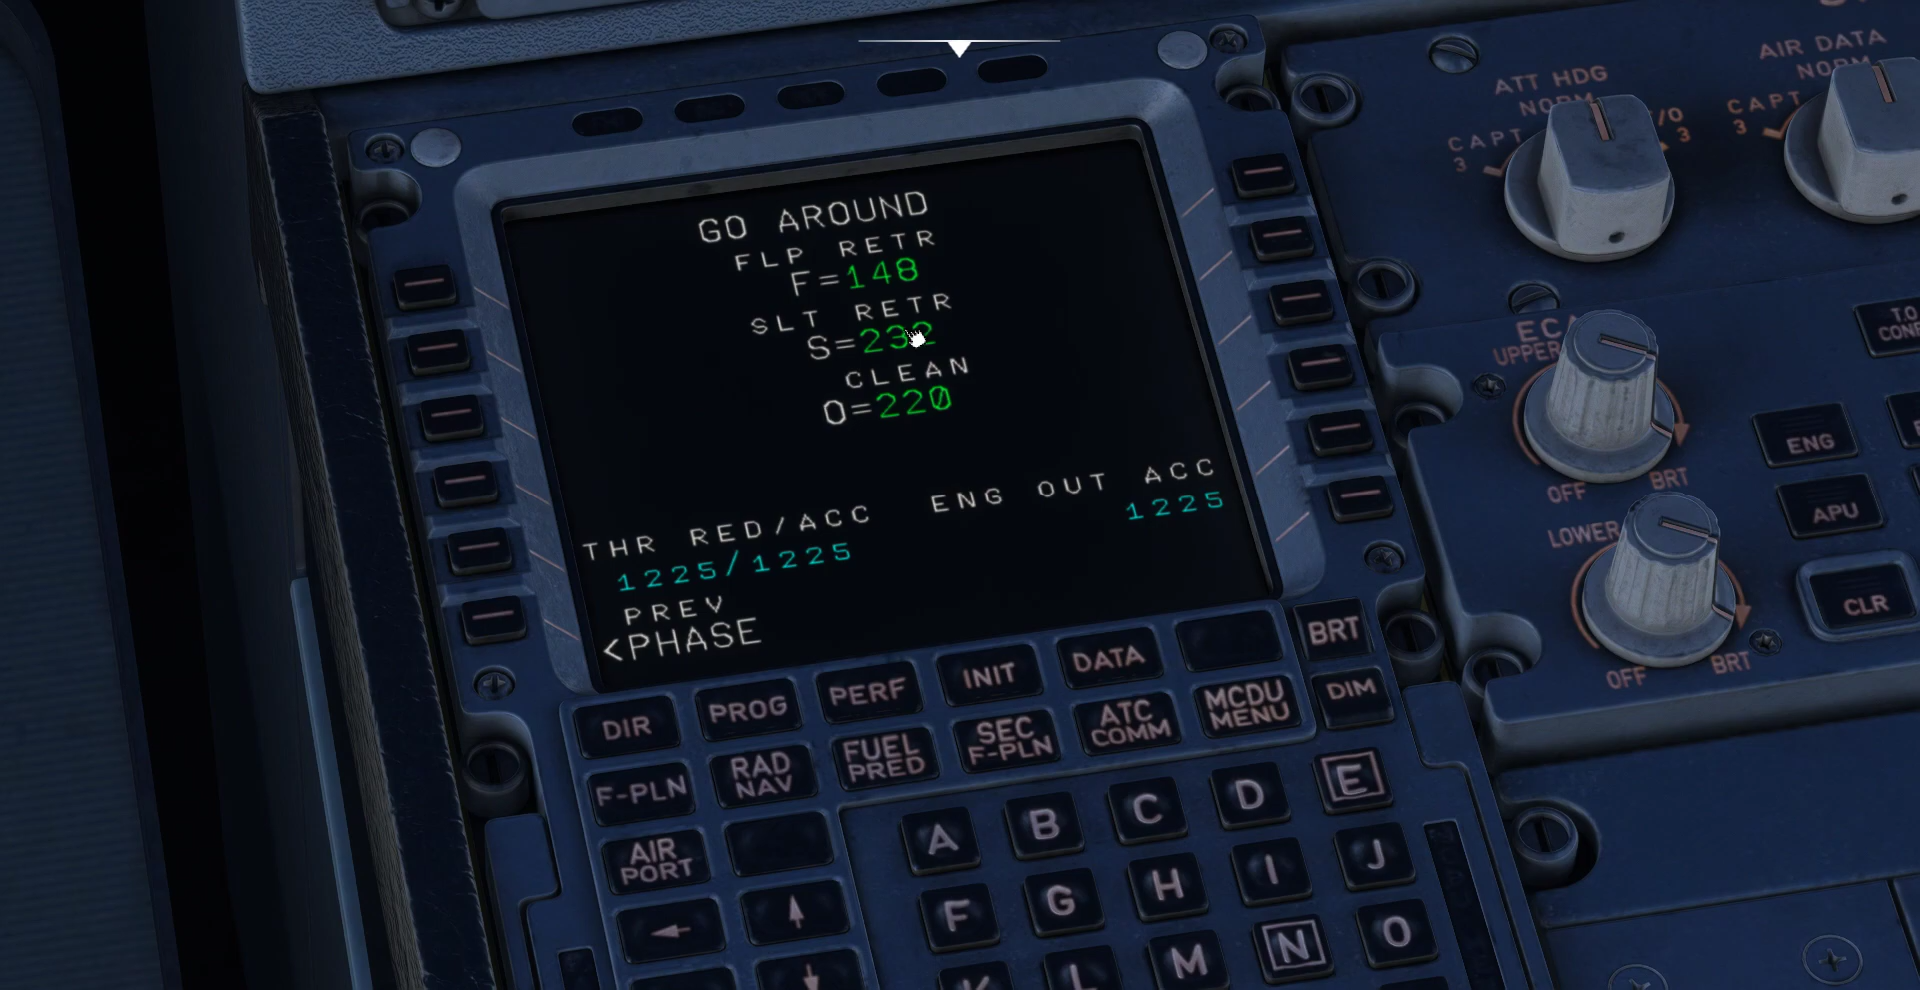 GO AROUND
FLP RETR
F=148
SLT RETR
S=232
CLEAN
O=220
THR RED/ACC
ENG OUT ACC
1225/1225
1225
PREV
<PHASE
DIR
PROG
PERF
INIT
DATA
BRT
F-PLN
RAD
NAV
FUEL
PRED
SEC
F-PLN
ATC
COMM
MCDU
MENU
DIM
AIR
PORT
A
B
C
D
E
F
G
H
I
J
L
M
N
O
ATT HDG
NORM
CAPT
3
3
AIR DATA
NORM
CAPT
3
UPPER
OFF
BRT
LOWER
OFF
BRT
T.O
ENG
APU
CLR